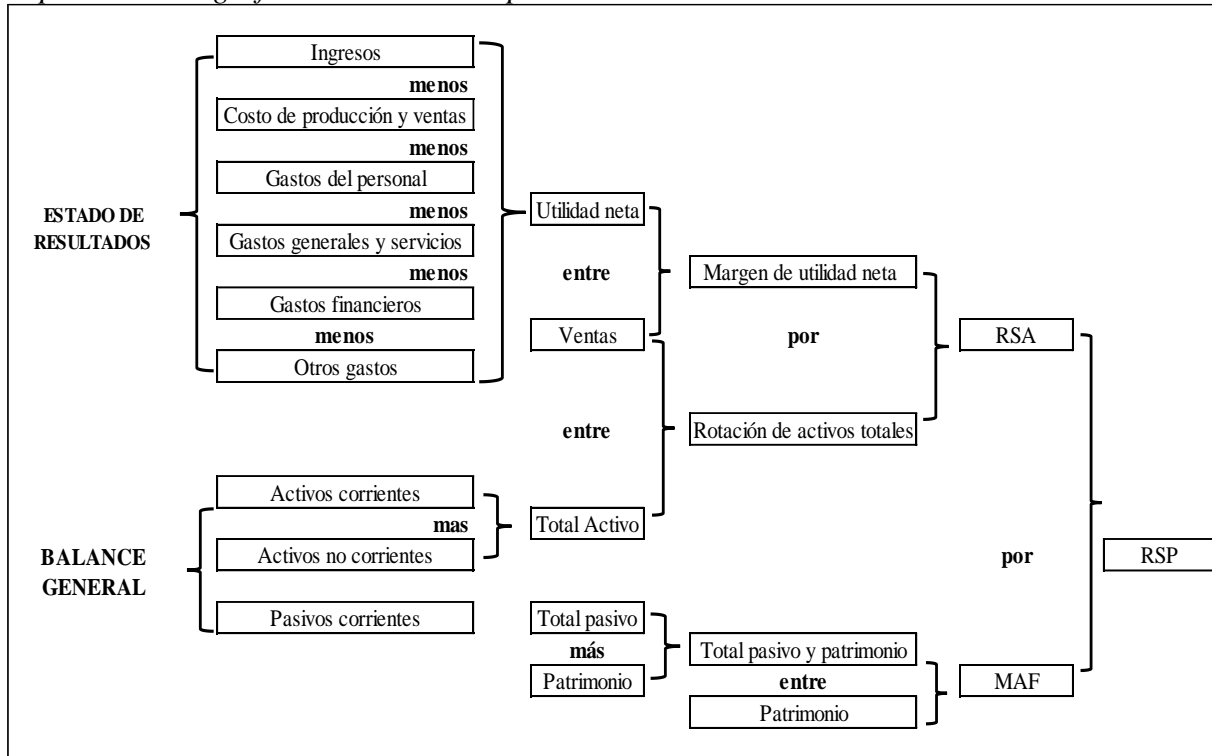 Ingresos
menos
Costo de producción y ventas
menos
Gastos del personal
menos
Gastos generales y servicios
menos
Gastos financieros
menos
Otros gastos
ESTADO DE
RESULTADOS
Utilidad neta
entre
Ventas
entre
Total Activo
Margen de utilidad neta
por
Rotación de activos totales
RSA
Activos corrientes
mas
Activos no corrientes
Pasivos corrientes
BALANCE
GENERAL
Total pasivo
más
Patrimonio
Total pasivo y patrimonio
entre
Patrimonio
MAF
por
RSP